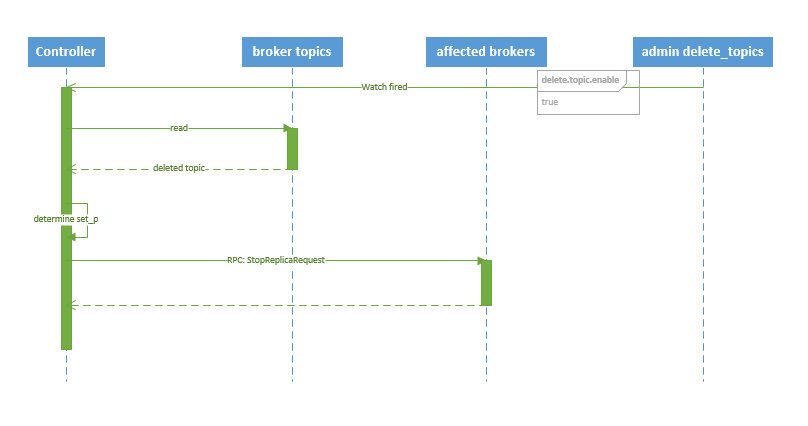 Controller
broker topics
affected brokers
admin delete_topics
delete.topic.enable
Watch fired
true
read
deleted topic
determine set_p
RPC: StopReplicaRequest